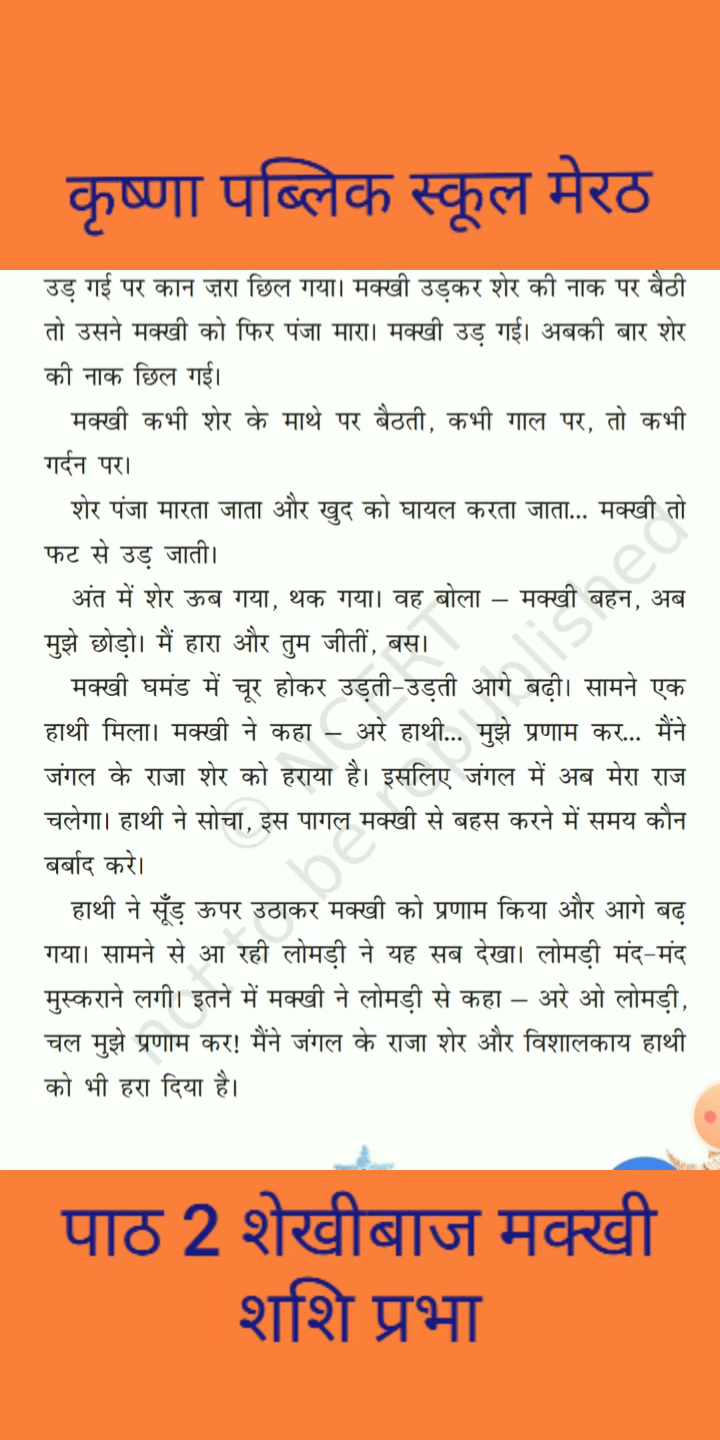 कृष्णा पब्लिक स्कूल मेरठ
उड़ गई पर कान ज़रा छिल गया। मक्खी उड़कर शेर की नाक पर बैठी
तो उसने मक्खी को फिर पंजा मारा। मक्खी उड़ गई। अबकी बार शेर
की नाक छिल गई।
मक्खी कभी शेर के माथे पर बैठती, कभी गाल पर, तो कभी
गर्दन पर।
शेर पंजा मारता जाता और खुद को घायल करता जाता... मक्खी तो
फट से उड़ जाती।
अंत में शेर ऊब गया, थक गया। वह बोला – मक्खी बहन, अब
मुझे छोड़ो। मैं हारा और तुम जीतीं, बस।
मक्खी घमंड में चूर होकर उड़ती-उड़ती आगे बढ़ी। सामने एक
हाथी मिला। मक्खी ने कहा – अरे हाथी... मुझे प्रणाम कर... मैंने
जंगल के राजा शेर को हराया है। इसलिए जंगल में अब मेरा राज
चलेगा। हाथी ने सोचा, इस पागल मक्खी से बहस करने में समय कौन
बर्बाद करे।
हाथी ने सूँड़ ऊपर उठाकर मक्खी को प्रणाम किया और आगे बढ़
गया। सामने से आ रही लोमड़ी ने यह सब देखा। लोमड़ी मंद-मंद
मुस्कराने लगी। इतने में मक्खी ने लोमड़ी से कहा – अरे ओ लोमड़ी,
चल मुझे प्रणाम कर! मैंने जंगल के राजा शेर और विशालकाय हाथी
को भी हरा दिया है।
© NCERT
not to be republished
पाठ 2 शेखीबाज मक्खी
शशि प्रभा